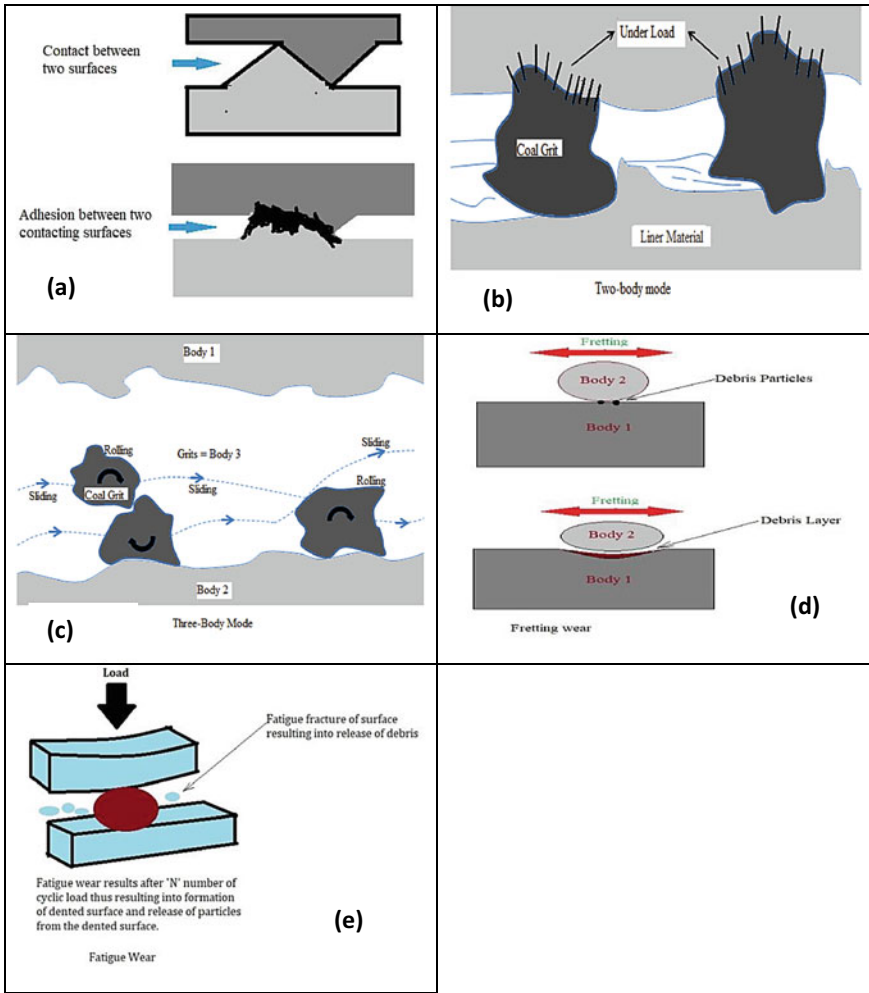 Contact between
two surfaces
Adhesion between two
contacting surfaces
(a)
Under Load
Coal Grit
Liner Material
(b)
Two-body mode
Body 1
Sliding
Rolling
Grits = Body 3
Rolling
Sliding
Coal Grit
Sliding
Body 2
(c)
Three-Body Mode
Fretting
Body 2
Debris Particles
Body 1
Fretting
Body 2
Debris Layer
Body 1
(d)
Fretting wear
Load
Fatigue fracture of surface
resulting into release of debris
Fatigue wear results after "N" number of
cyclic load thus resulting into formation
of dented surface and release of particles
from the dented surface.
(e)
Fatigue Wear